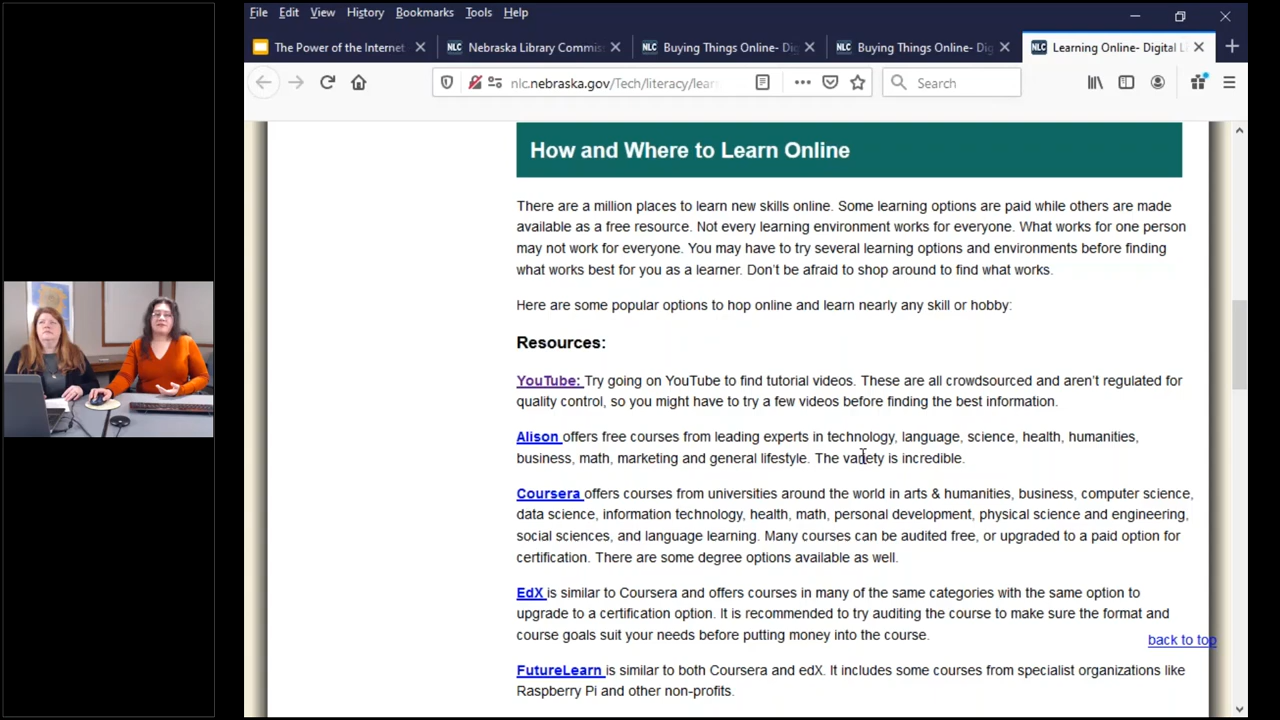 File Edit View History Bookmarks Tools Help
The Power of the Internet
NLC Nebraska Library Commis
NLC Buying Things Online- Dig
NLC Buying Things Online- Dig
NLC Learning Online- Digital L
nlc.nebraska.gov/Tech/literacy/lear
Search
How and Where to Learn Online
There are a million places to learn new skills online. Some learning options are paid while others are made
available as a free resource. Not every learning environment works for everyone. What works for one person
may not work for everyone. You may have to try several learning options and environments before finding
what works best for you as a learner. Don’t be afraid to shop around to find what works.
Here are some popular options to hop online and learn nearly any skill or hobby:
Resources:
YouTube: Try going on YouTube to find tutorial videos. These are all crowdsourced and aren’t regulated for
quality control, so you might have to try a few videos before finding the best information.
Alison offers free courses from leading experts in technology, language, science, health, humanities,
business, math, marketing and general lifestyle. The variety is incredible.
Coursera offers courses from universities around the world in arts & humanities, business, computer science,
data science, information technology, health, math, personal development, physical science and engineering,
social sciences, and language learning. Many courses can be audited free, or upgraded to a paid option for
certification. There are some degree options available as well.
EdX is similar to Coursera and offers courses in many of the same categories with the same option to
upgrade to a certification option. It is recommended to try auditing the course to make sure the format and
course goals suit your needs before putting money into the course.
back to top
FutureLearn is similar to both Coursera and edX. It includes some courses from specialist organizations like
Raspberry Pi and other non-profits.